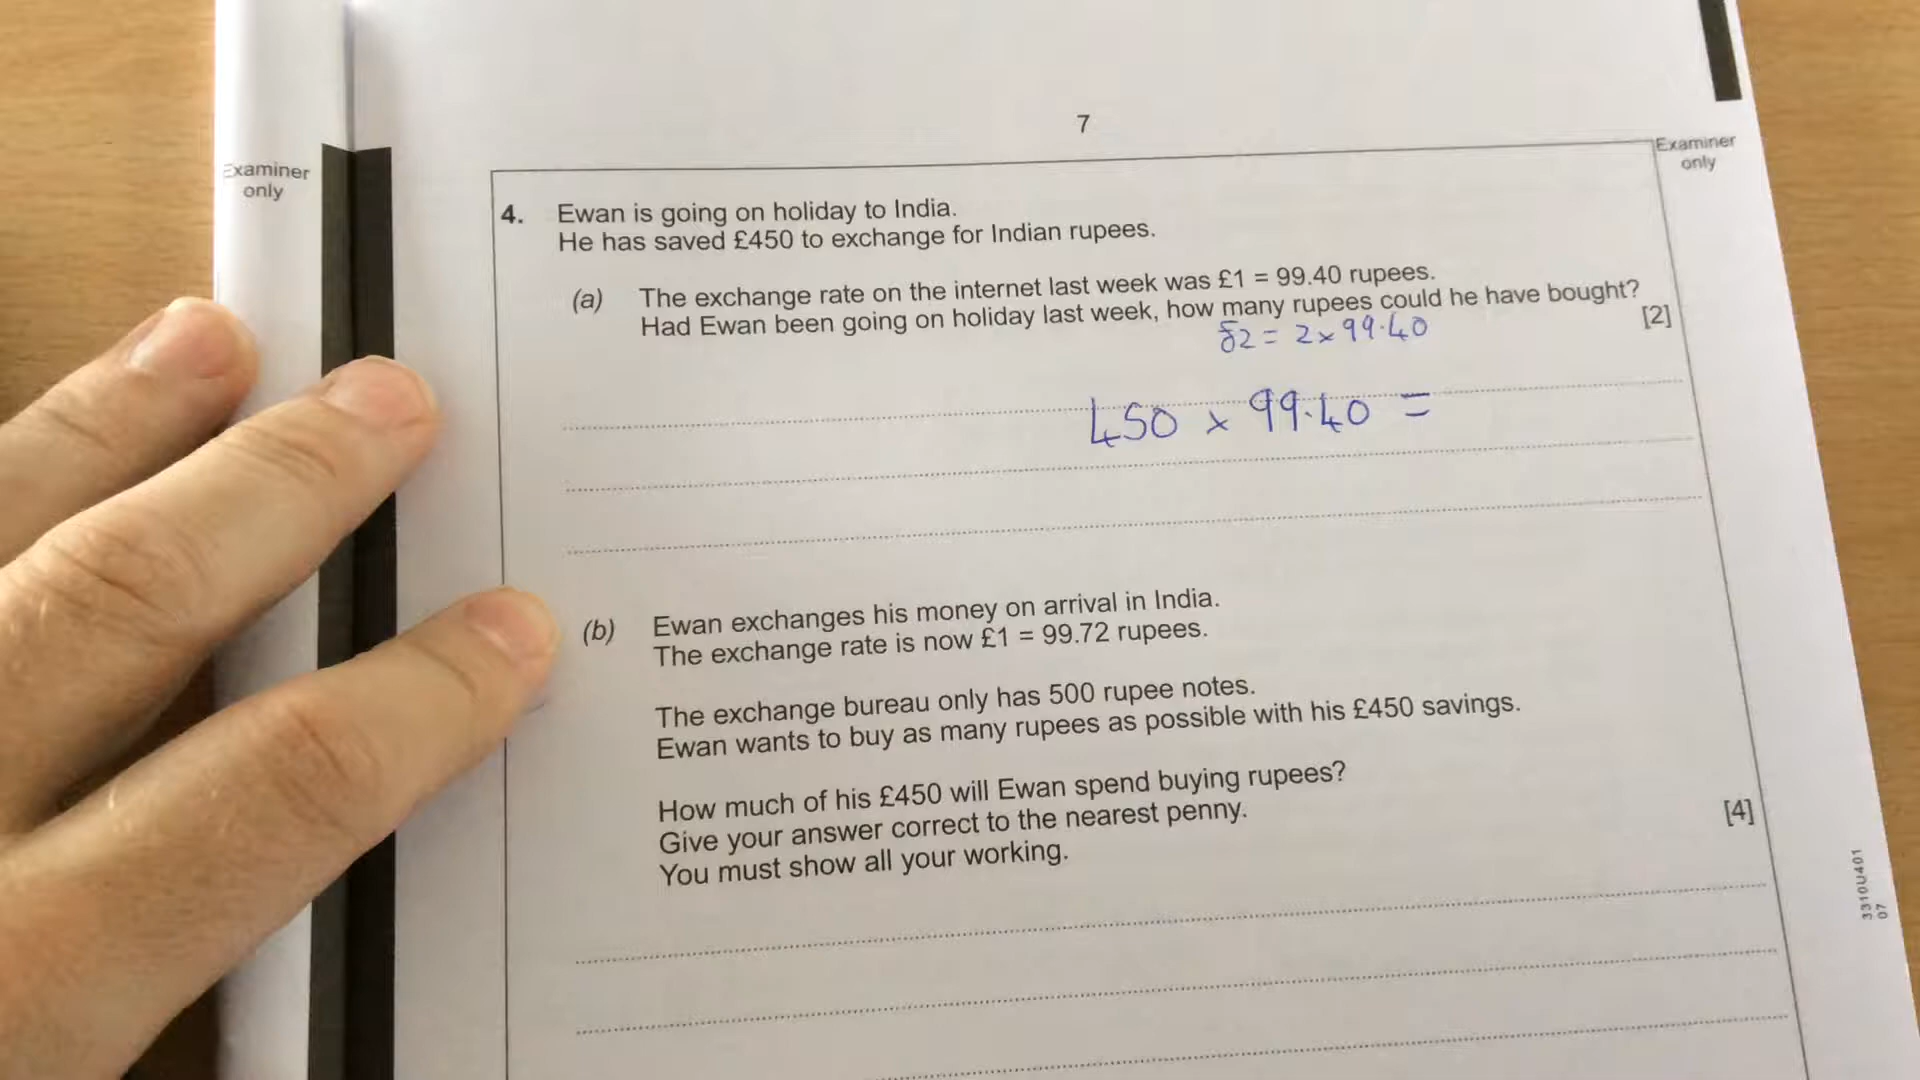 7
Examiner
only
Examiner
only
4. Ewan is going on holiday to India.
He has saved £450 to exchange for Indian rupees.
(a) The exchange rate on the internet last week was £1 = 99.40 rupees.
Had Ewan been going on holiday last week, how many rupees could he have bought?
[2]
£2 = 2 × 99.40
450 × 99.40 =
(b) Ewan exchanges his money on arrival in India.
The exchange rate is now £1 = 99.72 rupees.
The exchange bureau only has 500 rupee notes.
Ewan wants to buy as many rupees as possible with his £450 savings.
How much of his £450 will Ewan spend buying rupees?
Give your answer correct to the nearest penny.
You must show all your working.
[4]
3310U401
07